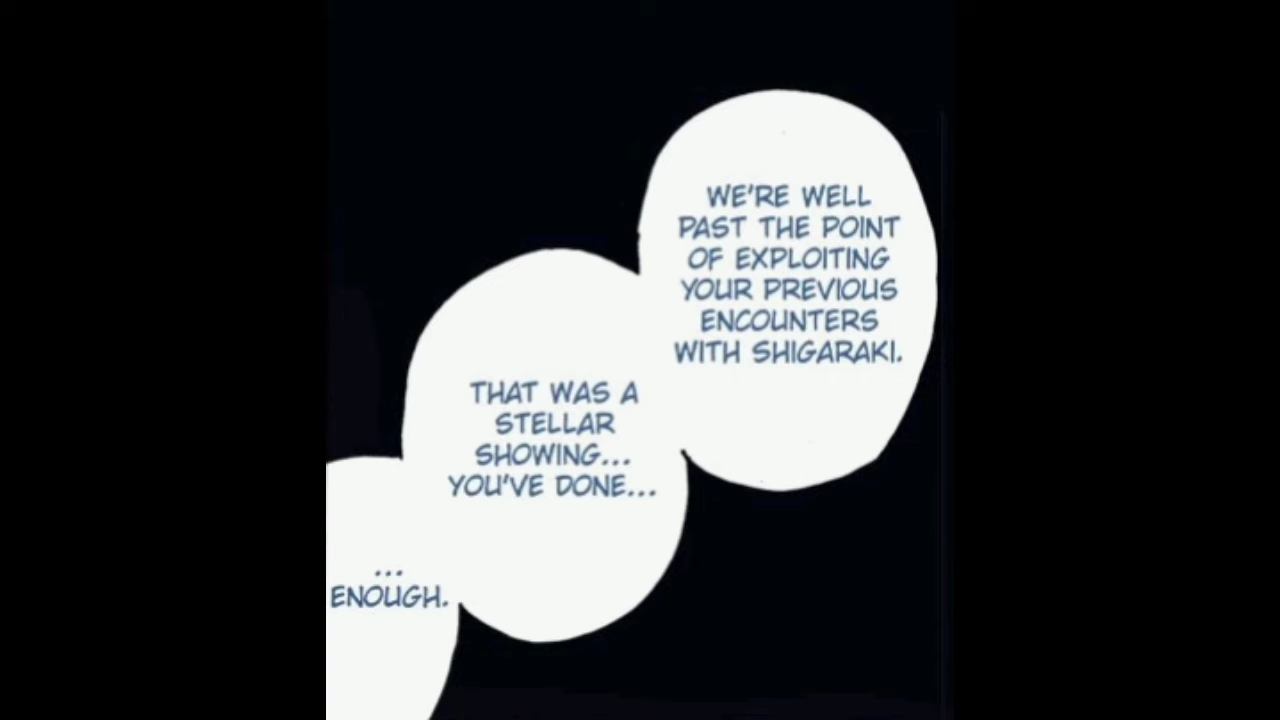 WE'RE WELL
PAST THE POINT
OF EXPLOITING
YOUR PREVIOUS
ENCOUNTERS
WITH SHIGARAKI.
THAT WAS A
STELLAR
SHOWING...
YOU'VE DONE...
...
ENOUGH.